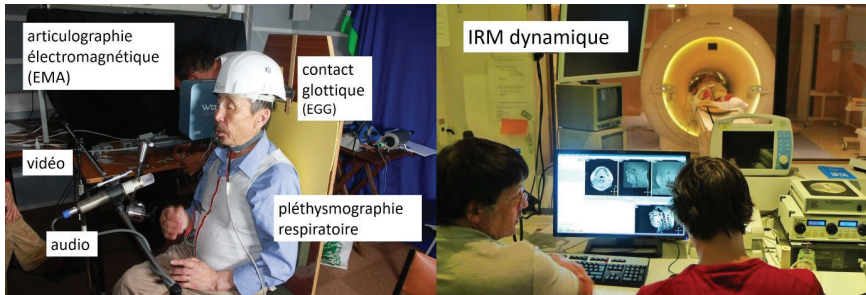 articulographie
électromagnétique
(EMA)
contact
glottique
(EGG)
vidéo
audio
pléthysmographie
respiratoire
IRM dynamique